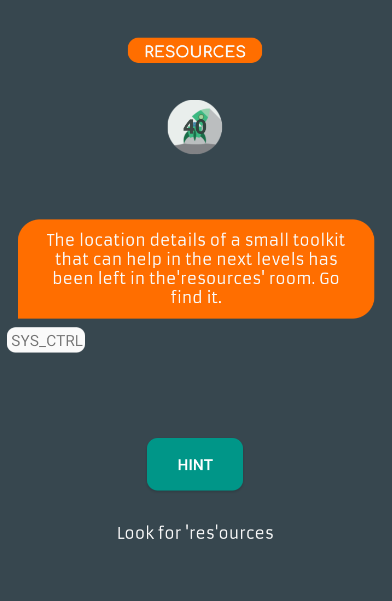 RESOURCES
40
The location details of a small toolkit
that can help in the next levels has
been left in the'resources' room. Go
find it.
SYS_CTRL
HINT
Look for 'res'ources